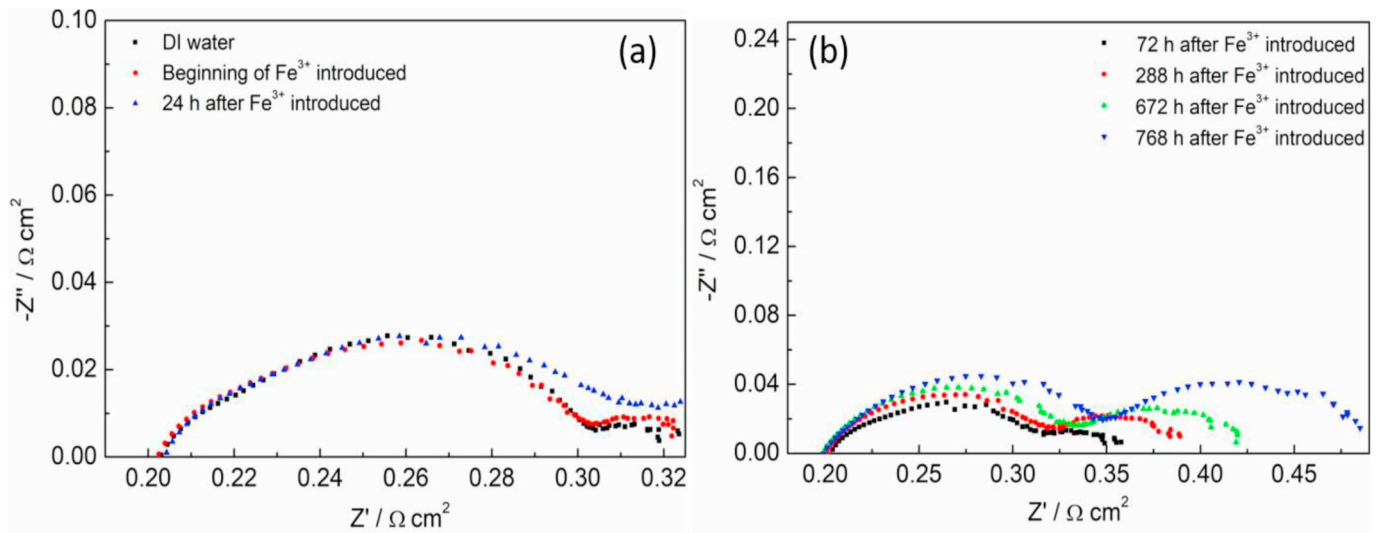 (a)
DI water
Beginning of Fe³⁺ introduced
24 h after Fe³⁺ introduced
0.10
0.08
0.06
0.04
0.02
0.00
-Z'' / Ω cm²
0.20 0.22 0.24 0.26 0.28 0.30 0.32
Z' / Ω cm²
(b)
72 h after Fe³⁺ introduced
288 h after Fe³⁺ introduced
672 h after Fe³⁺ introduced
768 h after Fe³⁺ introduced
0.24
0.20
0.16
0.12
0.08
0.04
0.00
-Z'' / Ω cm²
0.20 0.25 0.30 0.35 0.40 0.45
Z' / Ω cm²